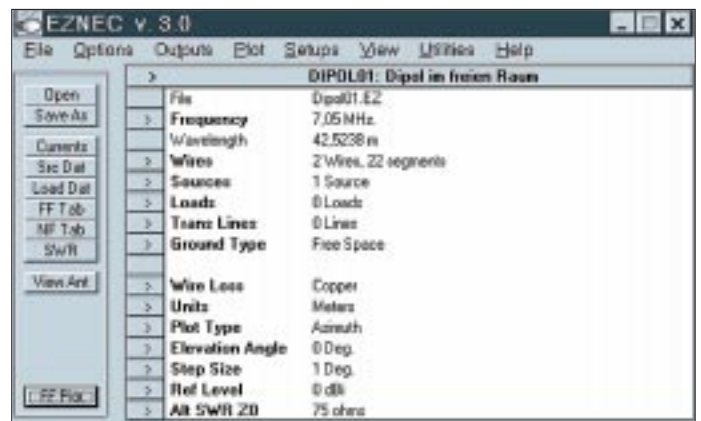 EZNEC v. 3.0
File Options Outputs Plot Setups View Utilities Help
> DIPOL01: Dipol im freien Raum
Open
Save As
Currents
Src Dat
Load Dat
FF Tab
NF Tab
SWR
View Ant
FF Plot
File Dipol01.EZ
> Frequency 7,05 MHz.
Wavelength 42,5238 m
> Wires 2 Wires, 22 segments
> Sources 1 Source
> Loads 0 Loads
> Trans Lines 0 Lines
> Ground Type Free Space
> Wire Loss Copper
> Units Meters
> Plot Type Azimuth
> Elevation Angle 0 Deg.
> Step Size 1 Deg.
> Ref Level 0 dBi
> Alt SWR Z0 75 ohms